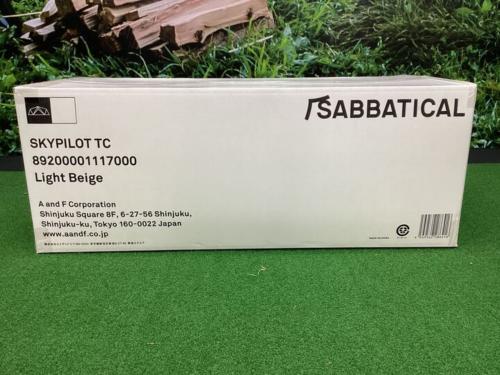 SABBATICAL
SKYPILOT TC
89200001117000
Light Beige
A and F Corporation
Shinjuku Square 8F, 6-27-56 Shinjuku,
Shinjuku-ku, Tokyo 160-0022 Japan
www.aandf.co.jp